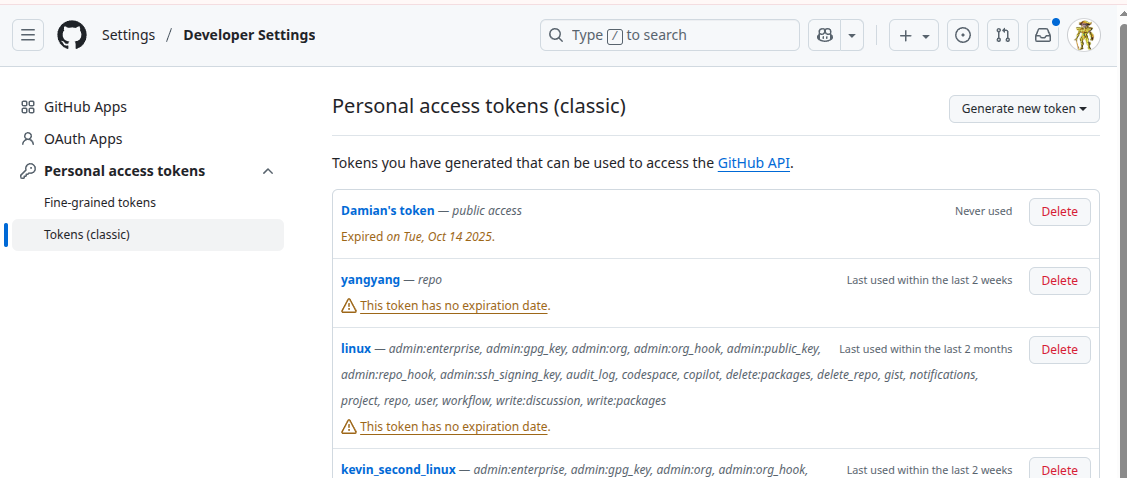 Settings / Developer Settings
Type / to search
GitHub Apps
OAuth Apps
Personal access tokens
Fine-grained tokens
Tokens (classic)
Personal access tokens (classic)
Generate new token
Tokens you have generated that can be used to access the GitHub API.
Damian's token — public access
Never used
Delete
Expired on Tue, Oct 14 2025.
yangyang — repo
Last used within the last 2 weeks
Delete
This token has no expiration date.
linux — admin:enterprise, admin:gpg_key, admin:org, admin:org_hook, admin:public_key,
Last used within the last 2 months
Delete
admin:repo_hook, admin:ssh_signing_key, audit_log, codespace, copilot, delete:packages, delete_repo, gist, notifications,
project, repo, user, workflow, write:discussion, write:packages
This token has no expiration date.
kevin_second_linux — admin:enterprise, admin:gpg_key, admin:org, admin:org_hook,
Last used within the last 2 weeks
Delete